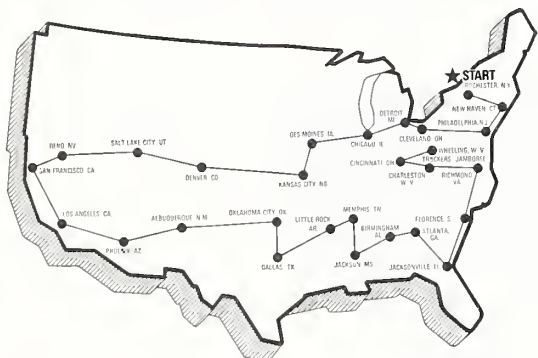 START
ROCHESTER, N.Y.
NEW HAVEN CT.
PHILADELPHIA, N.J.
DETROIT
MI.
CLEVELAND OH
CHICAGO IL
DES MOINES IA.
WHEELING, W.V.
TRUCKERS JAMBOREE
CINCINNATI OH
CHARLESTON
W.V.
RICHMOND
VA.
KANSAS CITY
RENO, NV
SALT LAKE CITY UT
DENVER CO
SAN FRANCISCO CA
LOS ANGELES, CA.
PHOENIX AZ
ALBUQUERQUE N.M.
OKLAHOMA CITY, OK
DALLAS TX
LITTLE ROCK
AR
MEMPHIS TN
JACKSON MS
BIRMINGHAM
AL
ATLANTA,
GA.
FLORENCE, S.
JACKSONVILLE FL